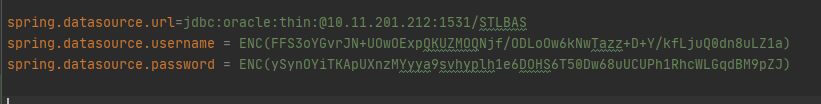 spring.datasource.url=jdbc:oracle:thin:@10.11.201.212:1531/STLBAS
spring.datasource.username = ENC(FFS3oYGvrJN+UOwOExpQKUZMOQNjf/ODLoOw6kNwTazz+D+Y/kfLjuQ0dn8uLZ1a)
spring.datasource.password = ENC(ySynOYiTKApUXnzMYyya9svhyplh1e6DOHS6T50Dw68uUCUPh1RhcWLGqdBM9pZJ)